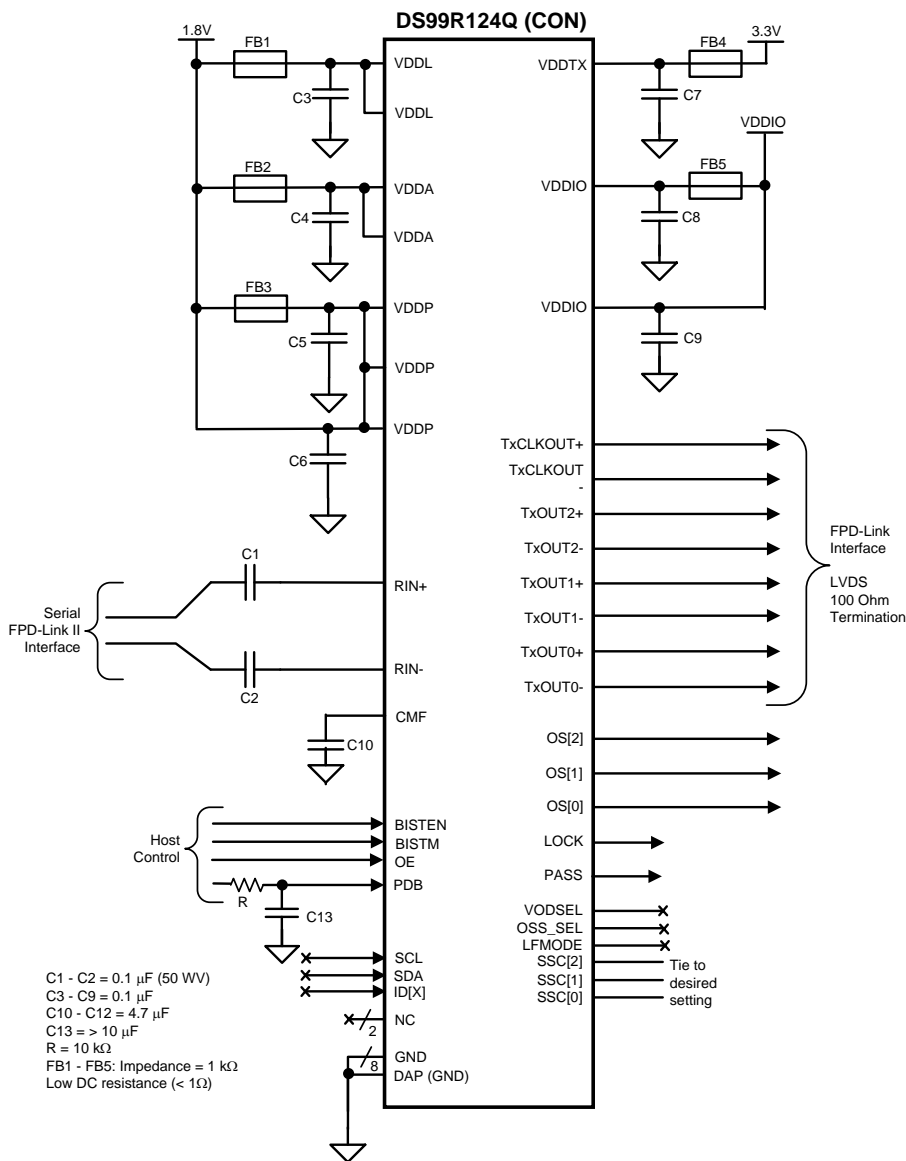 DS99R124Q (CON)
1.8V
FB1
C3
VDDL
VDDL
FB2
C4
VDDA
VDDA
FB3
C5
VDDP
VDDP
VDDP
C6
3.3V
FB4
VDDTX
C7
VDDIO
FB5
VDDIO
C8
VDDIO
C9
Serial
FPD-Link II
Interface
C1
C2
RIN+
RIN-
CMF
C10
TxCLKOUT+
TxCLKOUT
-
TxOUT2+
TxOUT2-
TxOUT1+
TxOUT1-
TxOUT0+
TxOUT0-
FPD-Link
Interface
LVDS
100 Ohm
Termination
OS[2]
OS[1]
OS[0]
LOCK
PASS
Host
Control
BISTEN
BISTM
OE
PDB
R
C13
VODSEL
OSS_SEL
LFMODE
SSC[2]
SSC[1]
SSC[0]
Tie to
desired
setting
SCL
SDA
ID[X]
NC
2
GND
8
DAP (GND)
C1 - C2 = 0.1 μF (50 WV)
C3 - C9 = 0.1 μF
C10 - C12 = 4.7 μF
C13 = > 10 μF
R = 10 kΩ
FB1 - FB5: Impedance = 1 kΩ
Low DC resistance (< 1Ω)